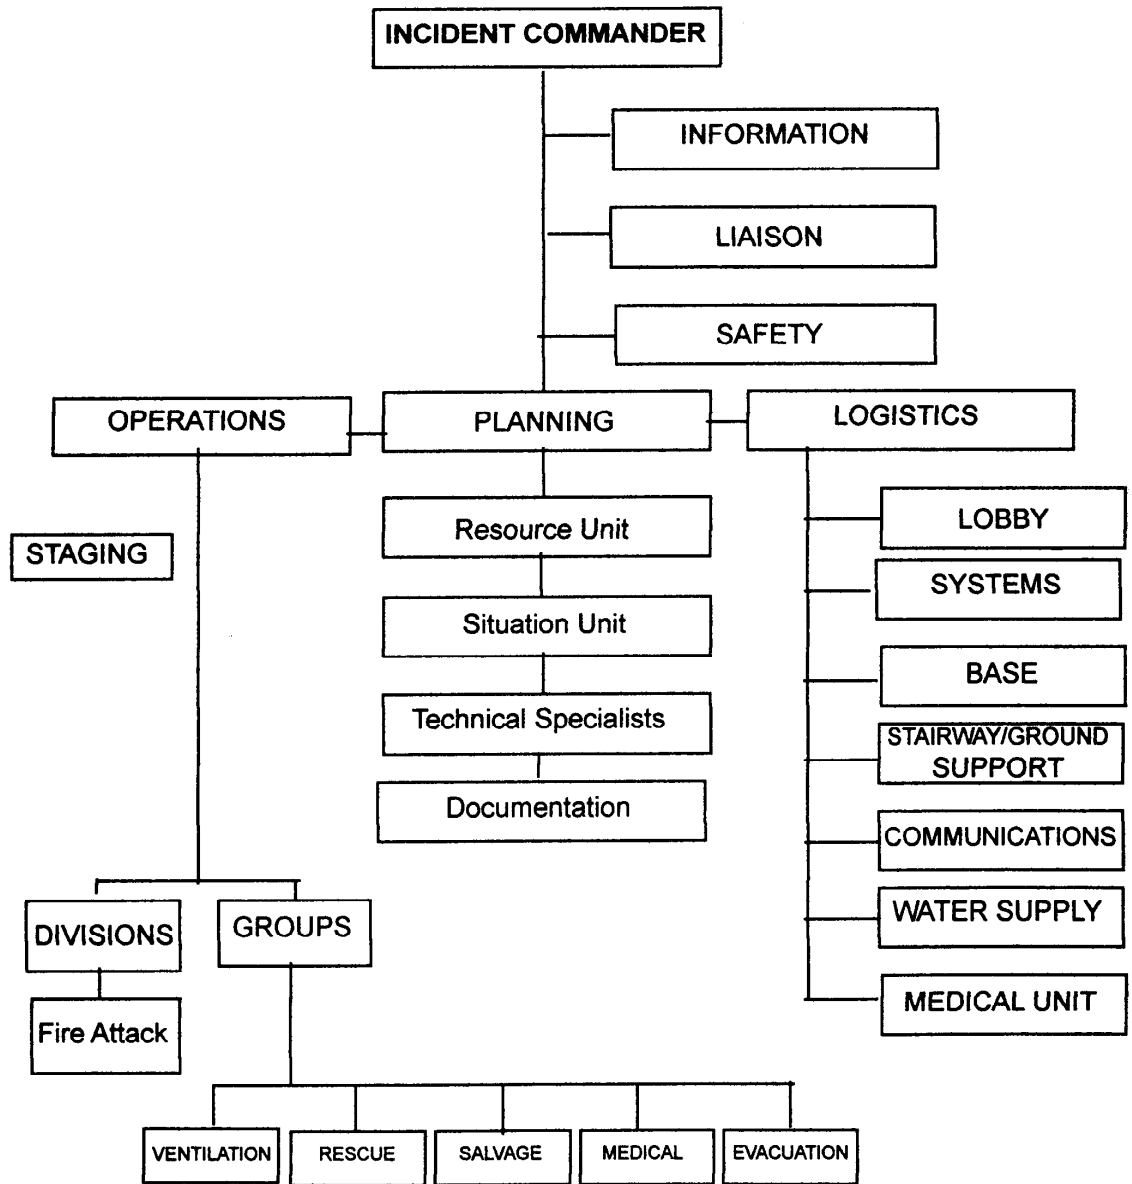 INCIDENT COMMANDER
INFORMATION
LIAISON
SAFETY
OPERATIONS
PLANNING
LOGISTICS
STAGING
Resource Unit
Situation Unit
Technical Specialists
Documentation
LOBBY
SYSTEMS
BASE
STAIRWAY/GROUND
SUPPORT
COMMUNICATIONS
WATER SUPPLY
MEDICAL UNIT
DIVISIONS
GROUPS
Fire Attack
VENTILATION
RESCUE
SALVAGE
MEDICAL
EVACUATION